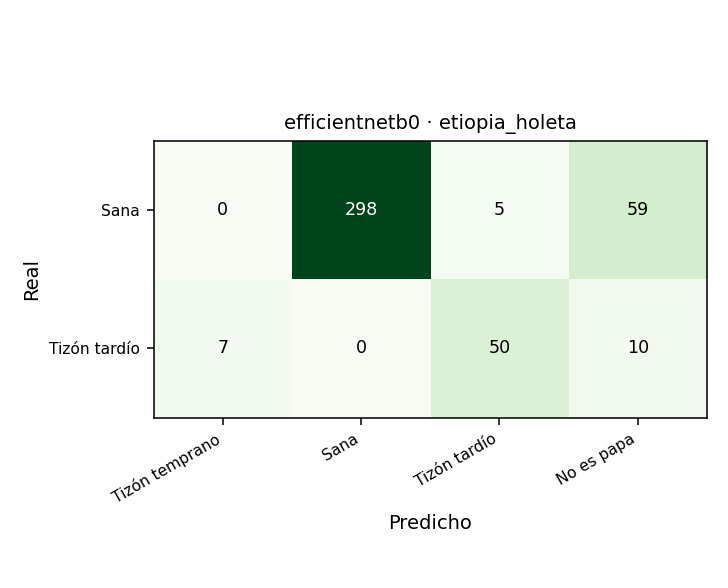 efficientnetb0 · etiopia_holeta
Real
Sana
0
298
5
59
Tizón tardío
7
0
50
10
Tizón temprano
Sana
Tizón tardío
No es papa
Predicho